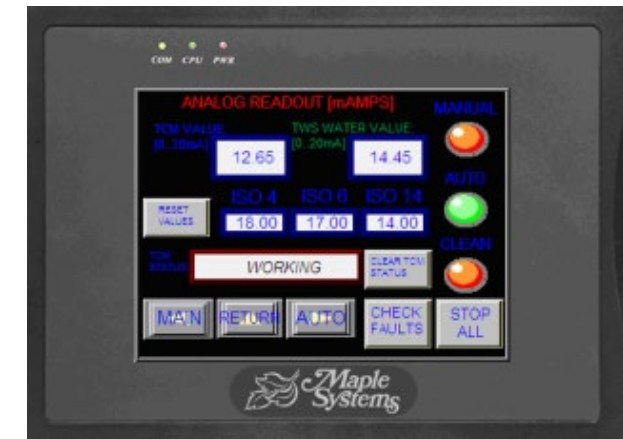 COM CPU PWR
ANALOG READOUT [mAMPS]
MANUAL
TCM VALUE
[0..20mA]
TWS WATER VALUE
[0..20mA]
12.65
14.45
AUTO
ISO 4 ISO 6 ISO 14
RESET
VALUES
18.00 17.00 14.00
CLEAN
TCM
STATUS
WORKING
CLEAR TCM
STATUS
MAIN RETURN AUTO
CHECK
FAULTS
STOP
ALL
Maple
Systems